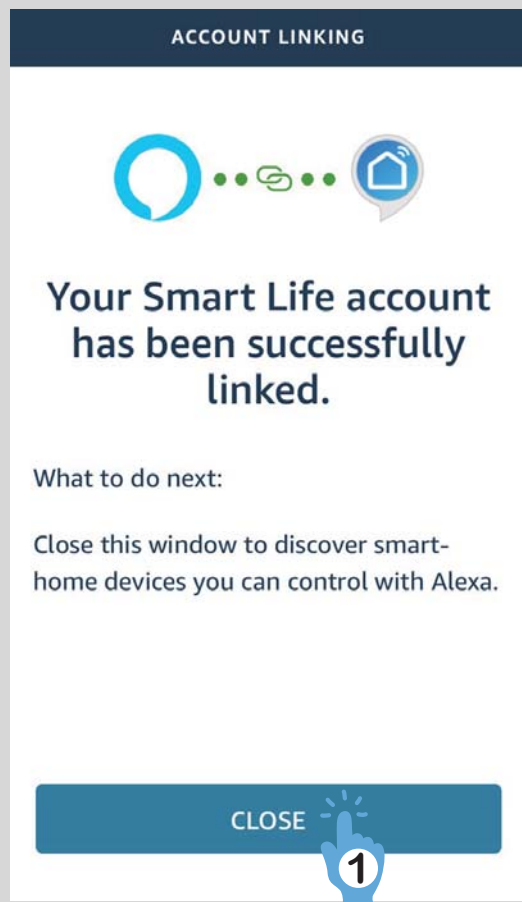 ACCOUNT LINKING
Your Smart Life account
has been successfully
linked.
What to do next:
Close this window to discover smart-
home devices you can control with Alexa.
CLOSE
1